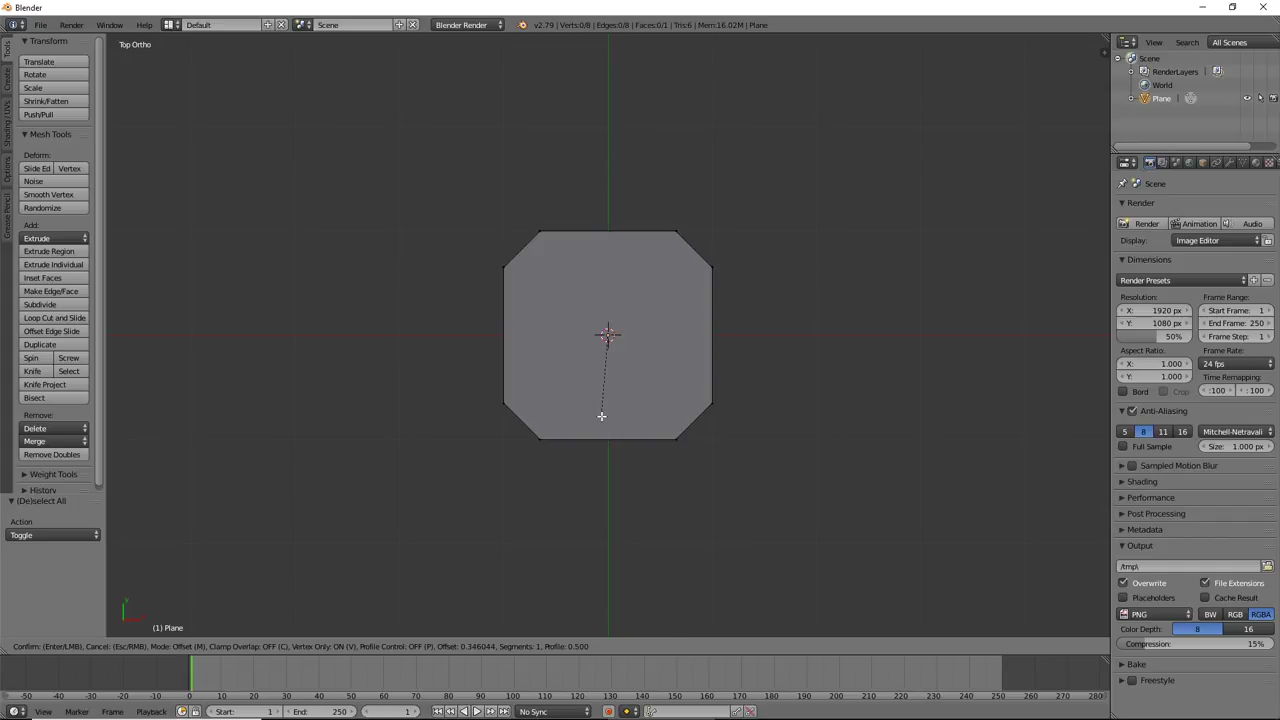 Blender
File Render Window Help Default Scene Blender Render v2.79 | Verts:0/8 | Edges:0/8 | Faces:0/1 | Tris:6 | Mem:16.02M | Plane
Tools
Create
Shading / UVs
Options
Grease Pencil
Transform
Translate
Rotate
Scale
Shrink/Fatten
Push/Pull
Mesh Tools
Deform:
Slide Ed Vertex
Noise
Smooth Vertex
Randomize
Add:
Extrude
Extrude Region
Extrude Individual
Inset Faces
Make Edge/Face
Subdivide
Loop Cut and Slide
Offset Edge Slide
Duplicate
Spin Screw
Knife Select
Knife Project
Bisect
Remove:
Delete
Merge
Remove Doubles
Weight Tools
History
(De)select All
Action
Toggle
Top Ortho
(1) Plane
View Search All Scenes
Scene
RenderLayers
World
Plane
Scene
Render
Render Animation Audio
Display: Image Editor
Dimensions
Render Presets
Resolution: Frame Range:
X: 1920 px Start Frame: 1
Y: 1080 px End Frame: 250
50% Frame Step: 1
Aspect Ratio: Frame Rate:
X: 1.000 24 fps
Y: 1.000 Time Remapping:
Bord Crop :100 : 100
Anti-Aliasing
5 8 11 16 Mitchell-Netravali
Full Sample Size: 1.000 px
Sampled Motion Blur
Shading
Performance
Post Processing
Metadata
Output
/tmp\
Overwrite File Extensions
Placeholders Cache Result
PNG BW RGB RGBA
Color Depth: 8 16
Compression: 15%
Bake
Freestyle
Confirm: (Enter/LMB), Cancel: (Esc/RMB), Mode: Offset (M), Clamp Overlap: OFF (C), Vertex Only: ON (V), Profile Control: OFF (P), Offset: 0.346044, Segments: 1, Profile: 0.500
-50 -40 -30 -20 -10 0 10 20 30 40 50 60 70 80 90 100 110 120 130 140 150 160 170 180 190 200 210 220 230 240 250 260 270 280
View Marker Frame Playback Start: 1 End: 250 1 No Sync